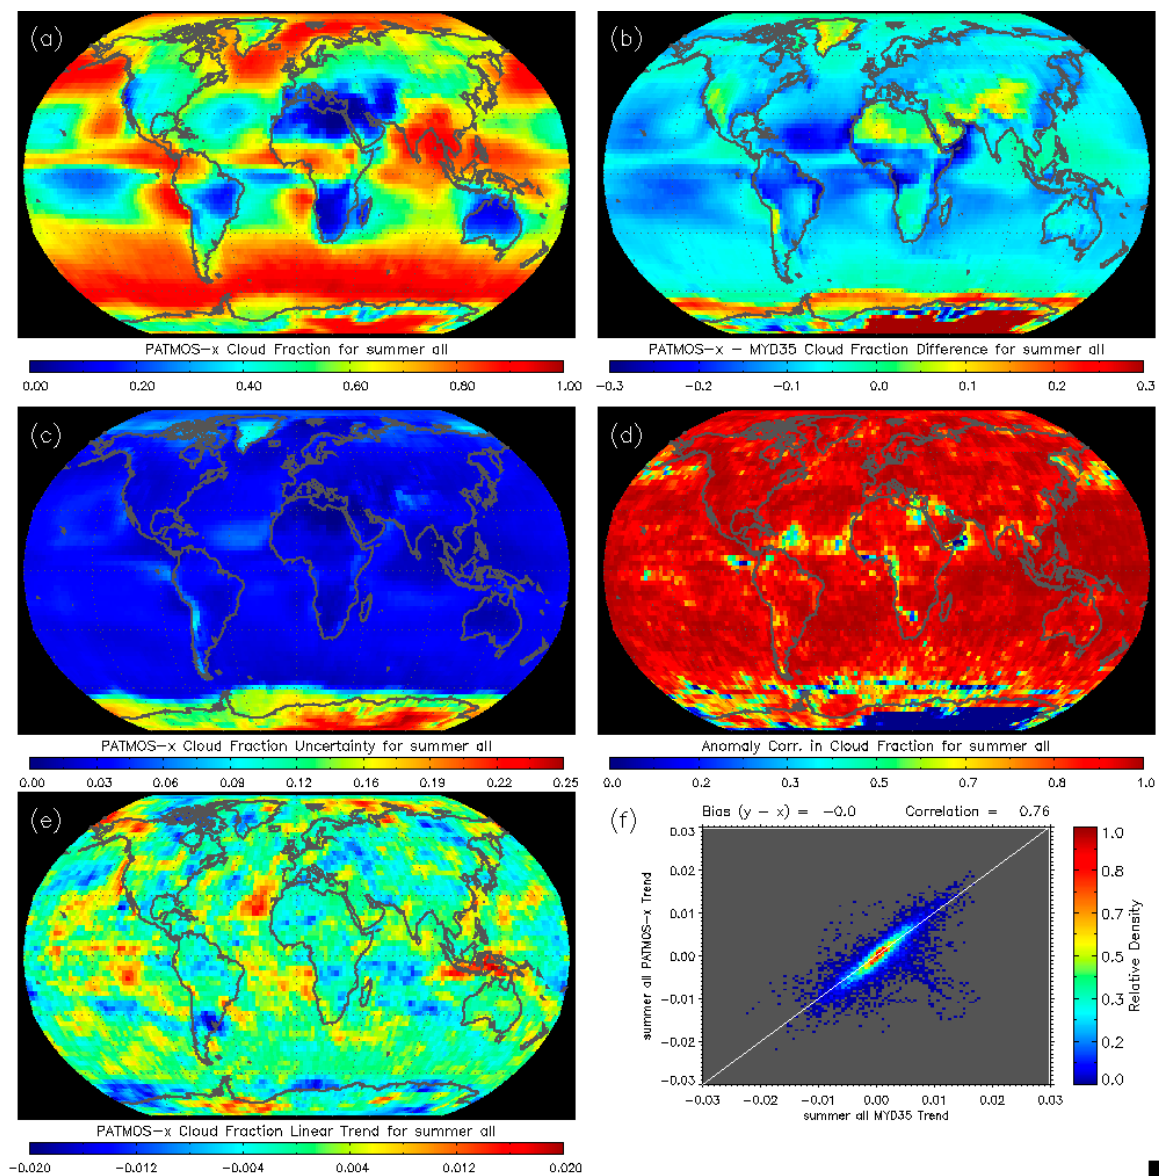 (a)
PATMOS-x Cloud Fraction for summer all
0.00 0.20 0.40 0.60 0.80 1.00
(b)
PATMOS-x - MYD35 Cloud Fraction Difference for summer all
-0.3 -0.2 -0.1 0.0 0.1 0.2 0.3
(c)
PATMOS-x Cloud Fraction Uncertainty for summer all
0.00 0.03 0.06 0.09 0.12 0.16 0.19 0.22 0.25
(d)
Anomaly Corr. in Cloud Fraction for summer all
0.0 0.2 0.3 0.5 0.7 0.8 1.0
(e)
PATMOS-x Cloud Fraction Linear Trend for summer all
-0.020 -0.012 -0.004 0.004 0.012 0.020
(f)
Bias (y - x) = -0.0 Correlation = 0.76
summer all PATMOS-x Trend
0.03
0.02
0.01
0.00
-0.01
-0.02
-0.03
-0.03 -0.02 -0.01 0.00 0.01 0.02 0.03
summer all MYD35 Trend
1.0
0.8
0.7
0.5
0.3
0.2
0.0
Relative Density